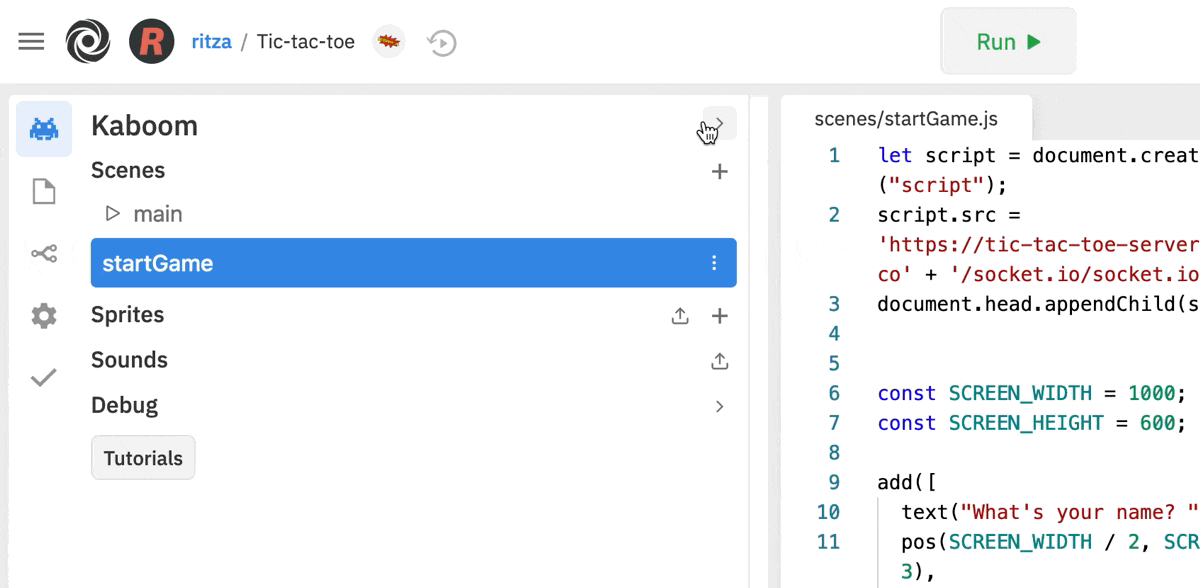 R ritza / Tic-tac-toe
Run
Kaboom
Scenes
main
startGame
Sprites
Sounds
Debug
Tutorials
scenes/startGame.js
1 let script = document.creat
("script");
2 script.src =
'https://tic-tac-toe-server
co' + '/socket.io/socket.io
3 document.head.appendChild(s
4
5
6 const SCREEN_WIDTH = 1000;
7 const SCREEN_HEIGHT = 600;
8
9 add([
10 text("What's your name? "
11 pos(SCREEN_WIDTH / 2, SCR
3),